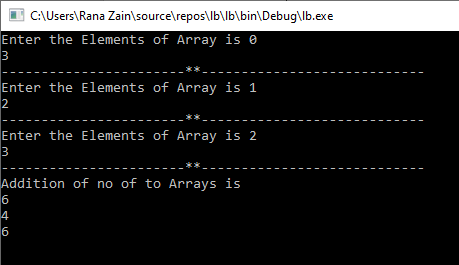 C:\Users\Rana Zain\source\repos\lb\lb\bin\Debug\lb.exe
Enter the Elements of Array is 0
3
-----------------------**----------------------------
Enter the Elements of Array is 1
2
-----------------------**----------------------------
Enter the Elements of Array is 2
3
-----------------------**----------------------------
Addition of no of to Arrays is
6
4
6